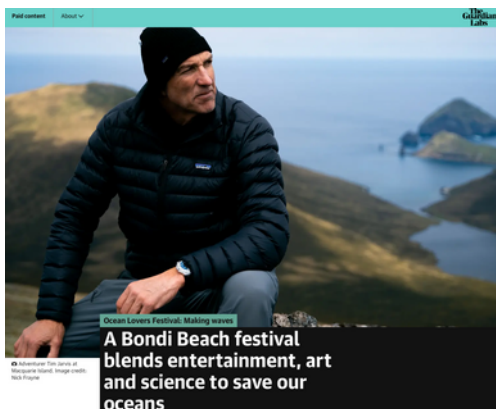 Paid content
About
The
Guardian
Labs
Ocean Lovers Festival: Making waves
A Bondi Beach festival
blends entertainment, art
and science to save our
oceans
Adventurer Tim Jarvis at
Macquarie Island. Image credit:
Nick Frayne
patagonia